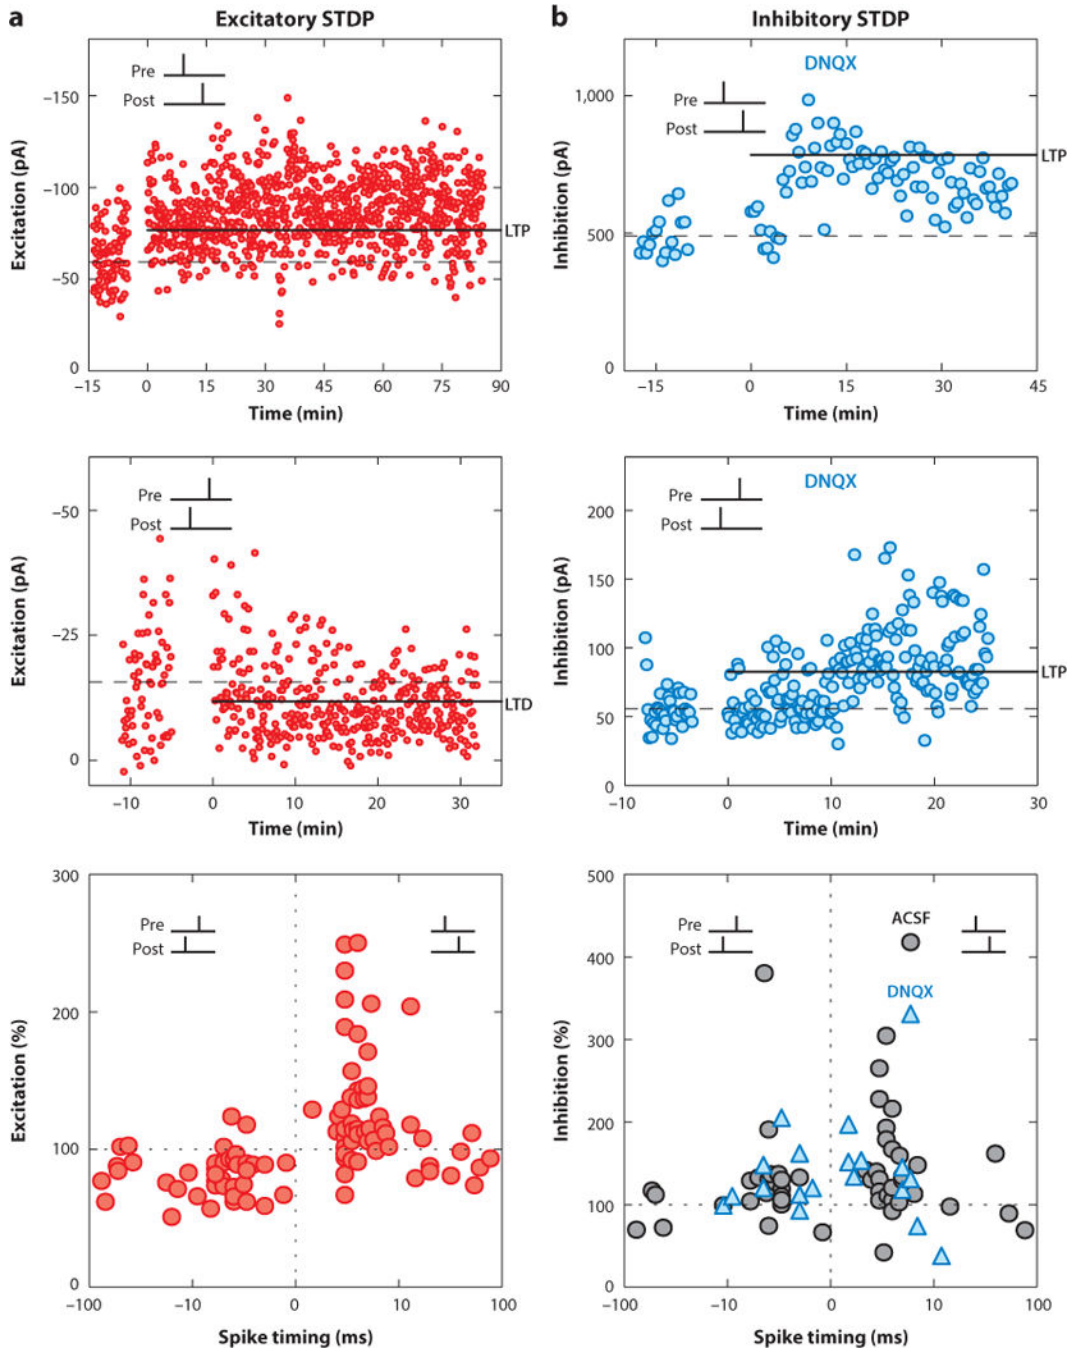 a
Excitatory STDP
Pre
Post
−150
−100
−50
0
Excitation (pA)
LTP
−15 0 15 30 45 60 75 90
Time (min)
Pre
Post
−50
−25
0
Excitation (pA)
LTD
−10 0 10 20 30
Time (min)
300
200
100
0
Excitation (%)
Pre
Post
−100 −10 0 10 100
Spike timing (ms)
b
Inhibitory STDP
DNQX
Pre
Post
1,000
500
0
Inhibition (pA)
LTP
−15 0 15 30 45
Time (min)
DNQX
Pre
Post
200
150
100
50
0
Inhibition (pA)
LTP
−10 0 10 20 30
Time (min)
500
400
300
200
100
0
Inhibition (%)
Pre
Post
ACSF
DNQX
−100 −10 0 10 100
Spike timing (ms)